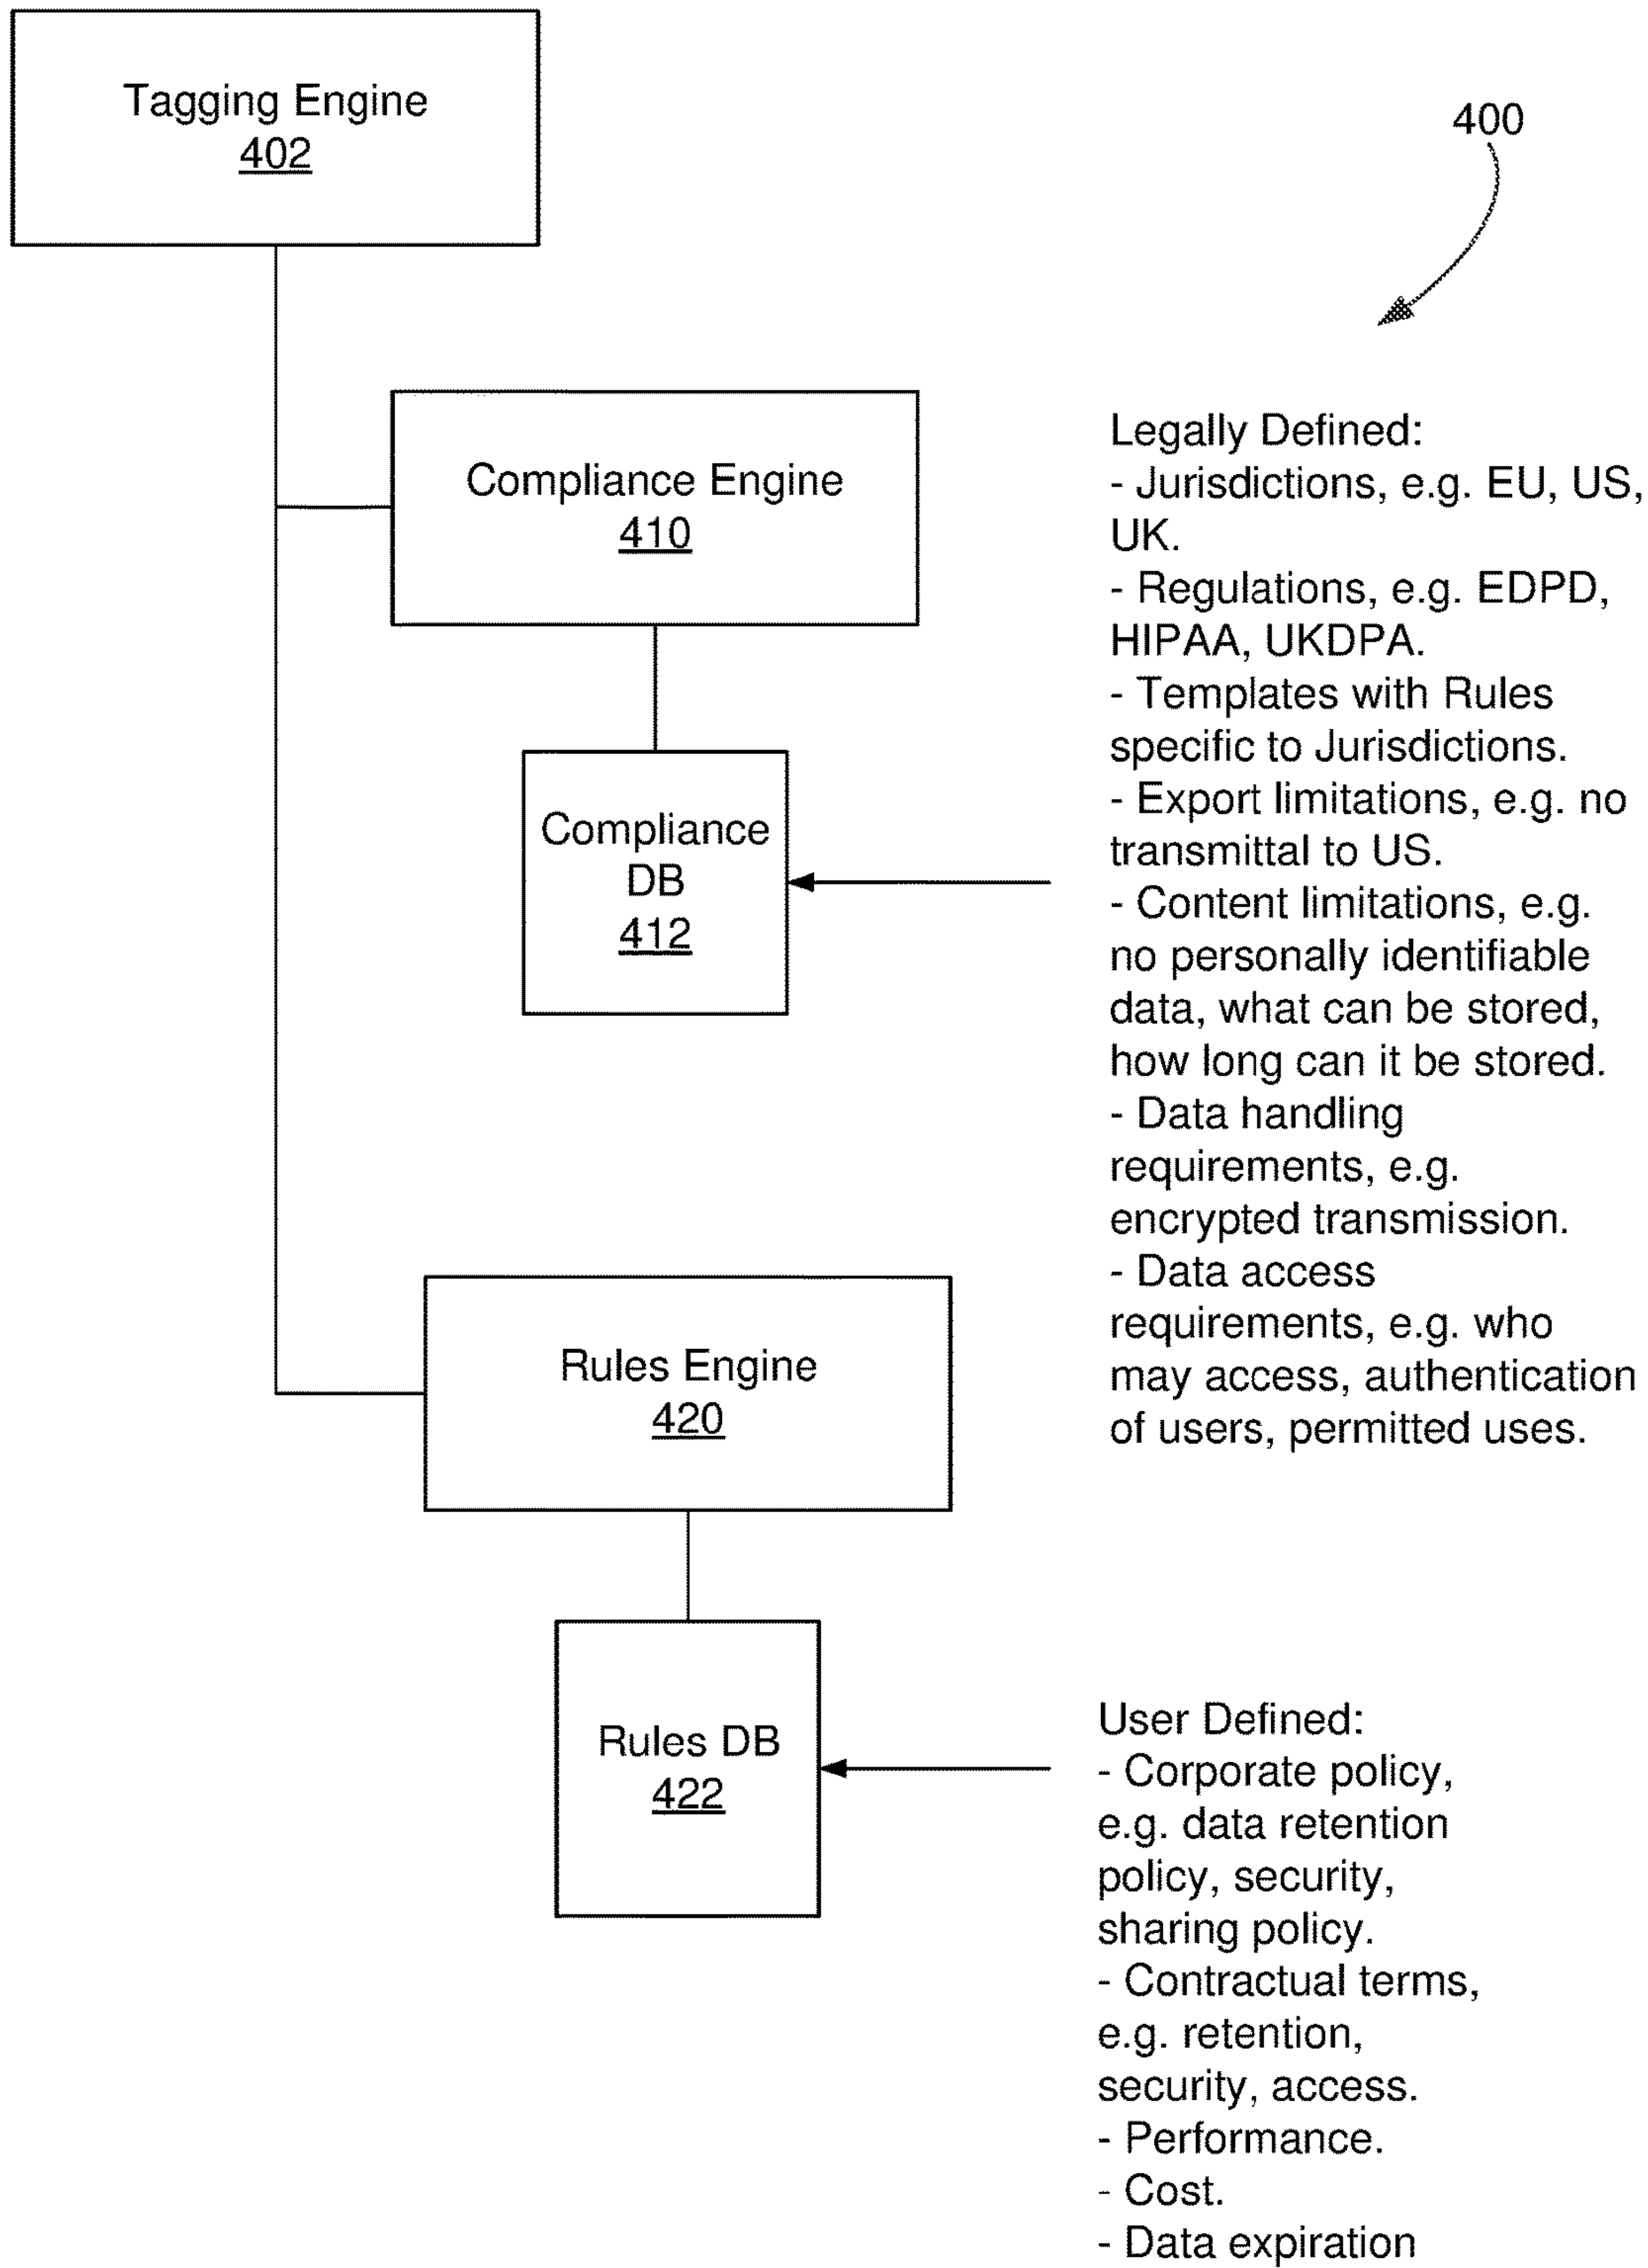 Tagging Engine
402
400
Compliance Engine
410
Compliance
DB
412
Legally Defined:
- Jurisdictions, e.g. EU, US,
UK.
- Regulations, e.g. EDPD,
HIPAA, UKDPA.
- Templates with Rules
specific to Jurisdictions.
- Export limitations, e.g. no
transmittal to US.
- Content limitations, e.g.
no personally identifiable
data, what can be stored,
how long can it be stored.
- Data handling
requirements, e.g.
encrypted transmission.
- Data access
requirements, e.g. who
may access, authentication
of users, permitted uses.
Rules Engine
420
Rules DB
422
User Defined:
- Corporate policy,
e.g. data retention
policy, security,
sharing policy.
- Contractual terms,
e.g. retention,
security, access.
- Performance.
- Cost.
- Data expiration